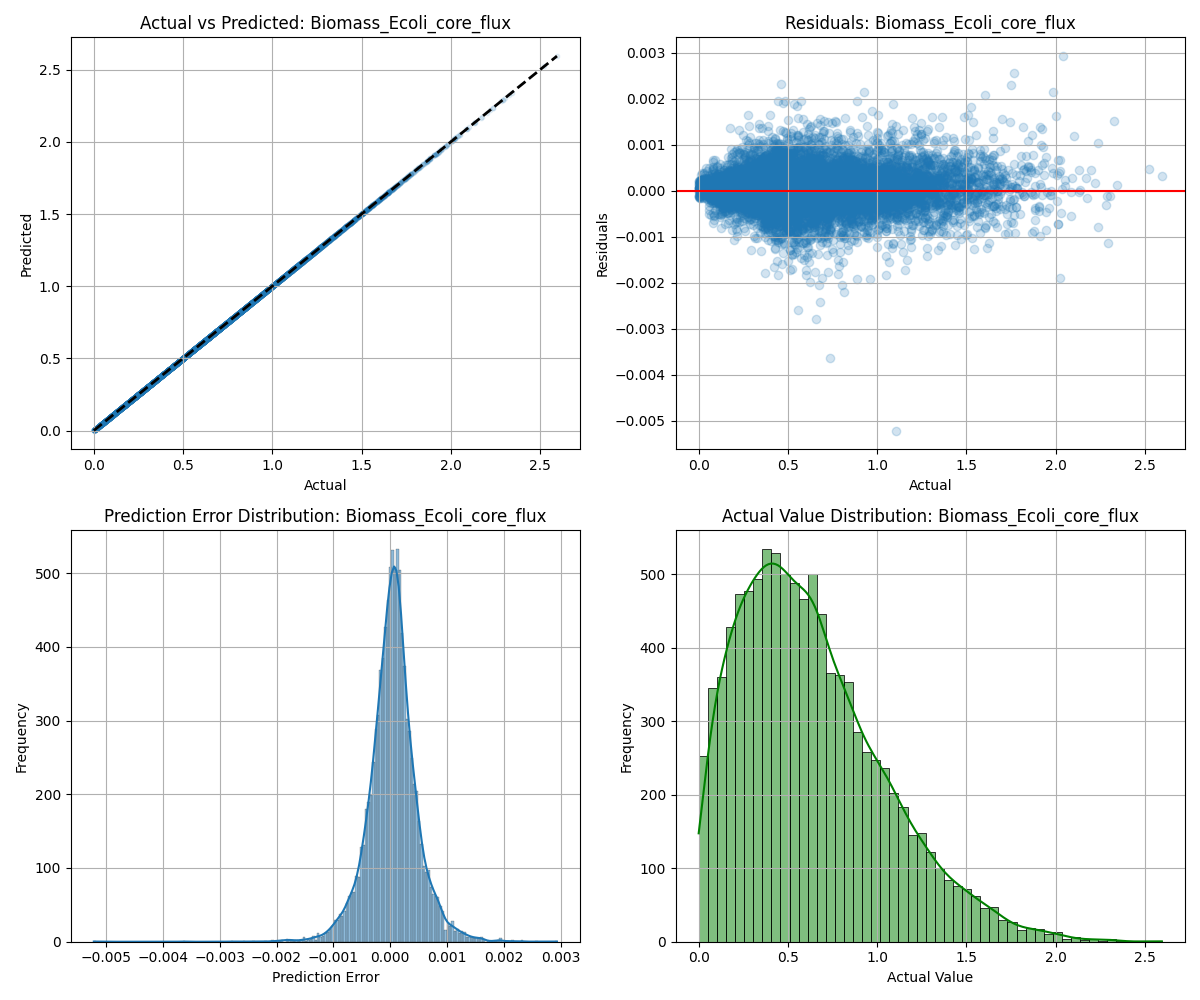 Actual vs Predicted: Biomass_Ecoli_core_flux
2.5
2.0
1.5
1.0
0.5
0.0
Predicted
0.0 0.5 1.0 1.5 2.0 2.5
Actual
Residuals: Biomass_Ecoli_core_flux
0.003
0.002
0.001
0.000
−0.001
−0.002
−0.003
−0.004
−0.005
Residuals
0.0 0.5 1.0 1.5 2.0 2.5
Actual
Prediction Error Distribution: Biomass_Ecoli_core_flux
500
400
300
200
100
0
Frequency
−0.005 −0.004 −0.003 −0.002 −0.001 0.000 0.001 0.002 0.003
Prediction Error
Actual Value Distribution: Biomass_Ecoli_core_flux
500
400
300
200
100
0
Frequency
0.0 0.5 1.0 1.5 2.0 2.5
Actual Value